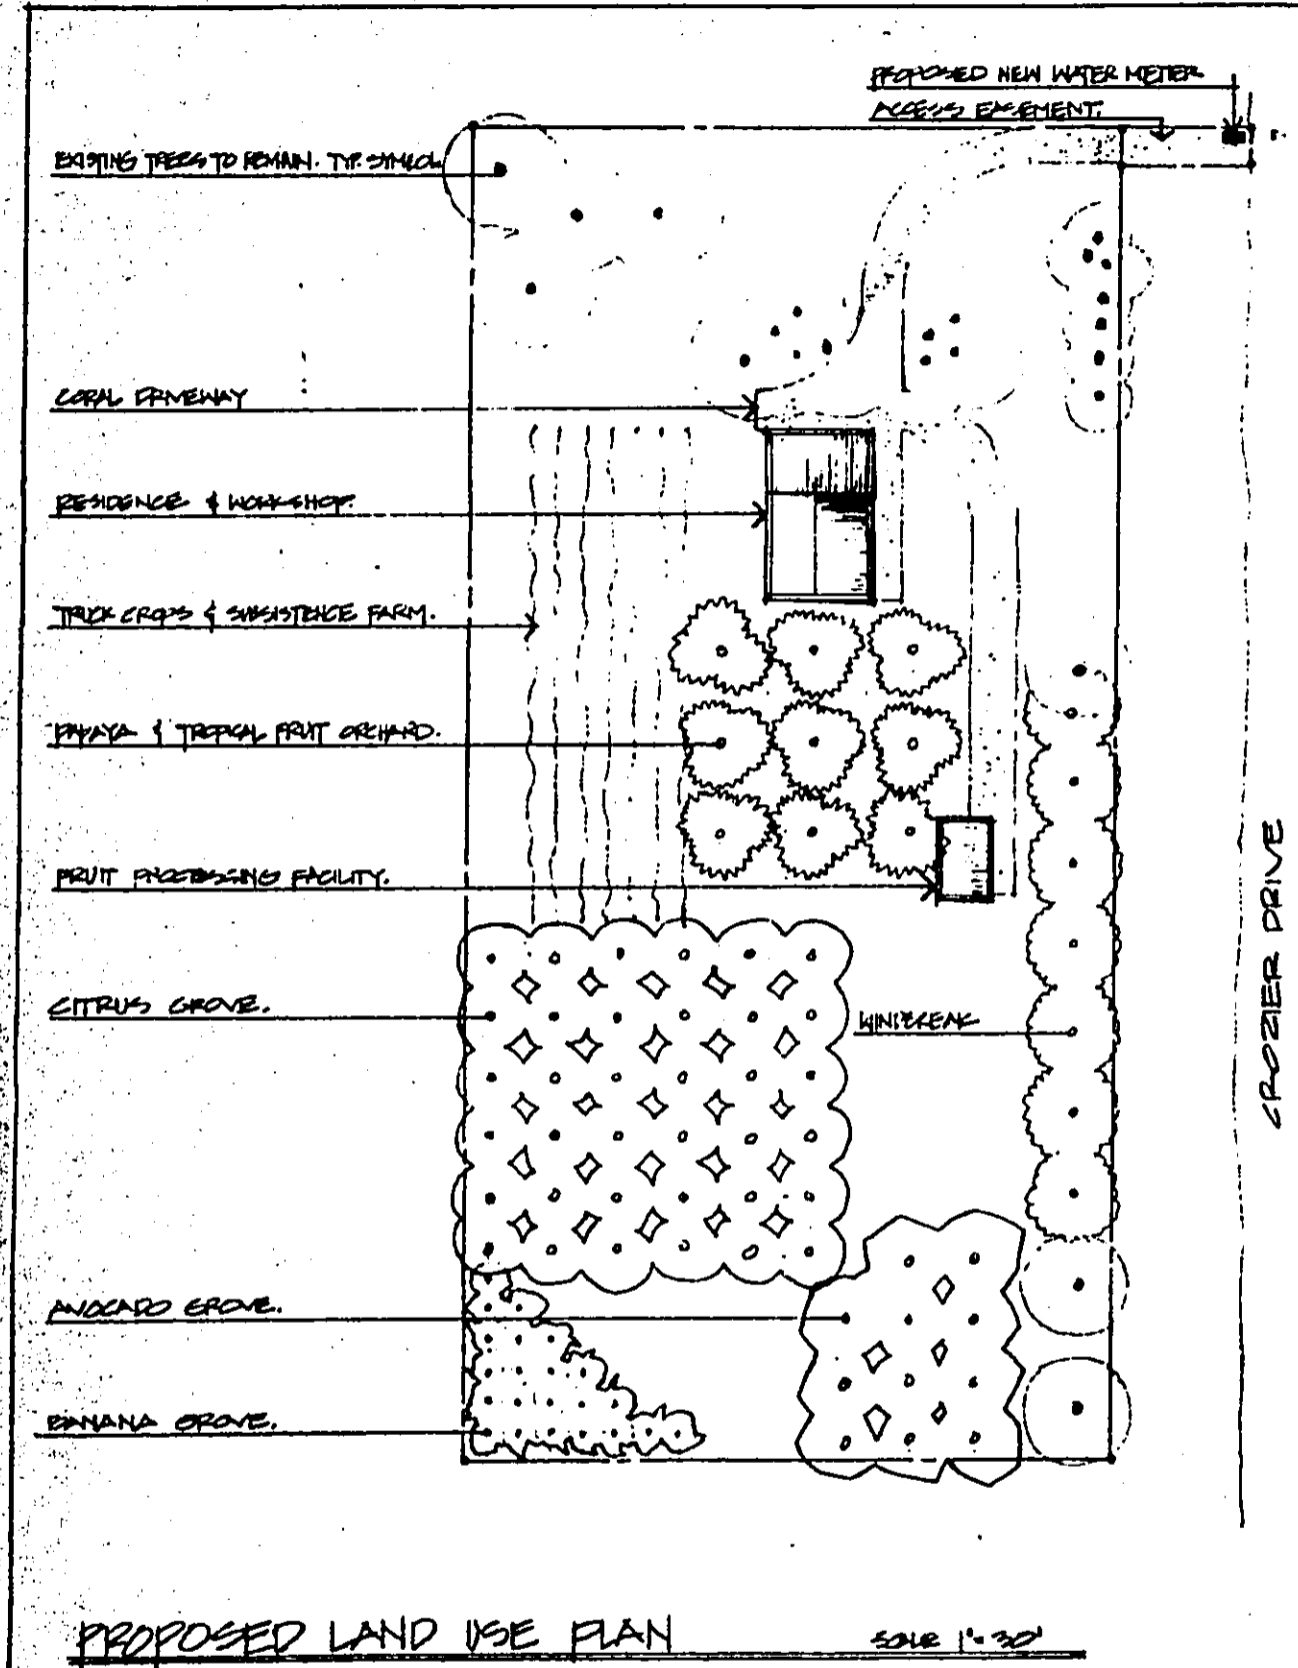 PROPOSED NEW WATER METER
ACCESS EASEMENT.
EXISTING TREES TO REMAIN. TYP. SYMBOL
CORAL DRIVEWAY
RESIDENCE & WORKSHOP.
TRUCK CROPS & SUBSISTENCE FARM.
PAPAYA & TROPICAL FRUIT ORCHARD.
FRUIT PROCESSING FACILITY.
CITRUS GROVE.
WINDBREAK
CROZIER DRIVE
AVOCADO GROVE.
BANANA GROVE.
PROPOSED LAND USE PLAN
SCALE 1"=30'